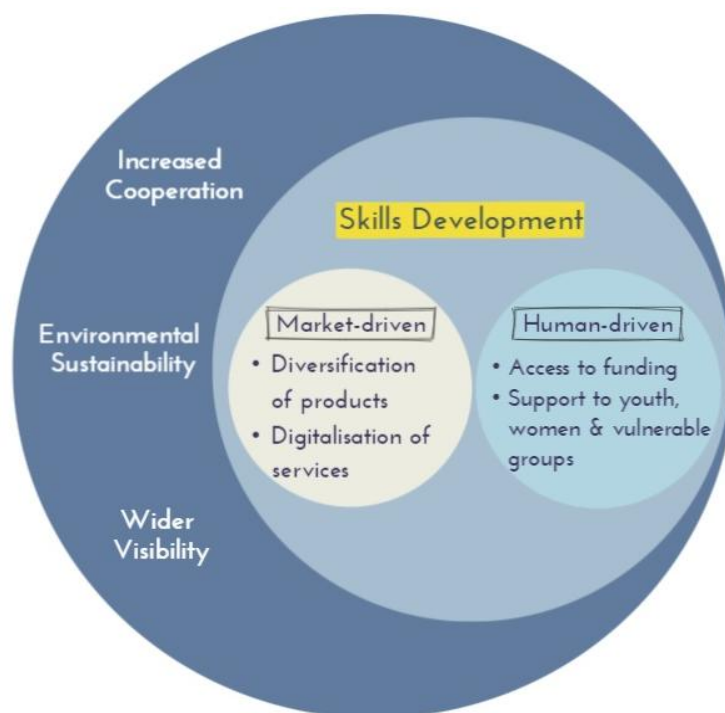 Increased
Cooperation
Skills Development
Environmental
Sustainability
Market-driven
• Diversification
of products
• Digitalisation of
services
Human-driven
• Access to funding
• Support to youth,
women & vulnerable
groups
Wider
Visibility